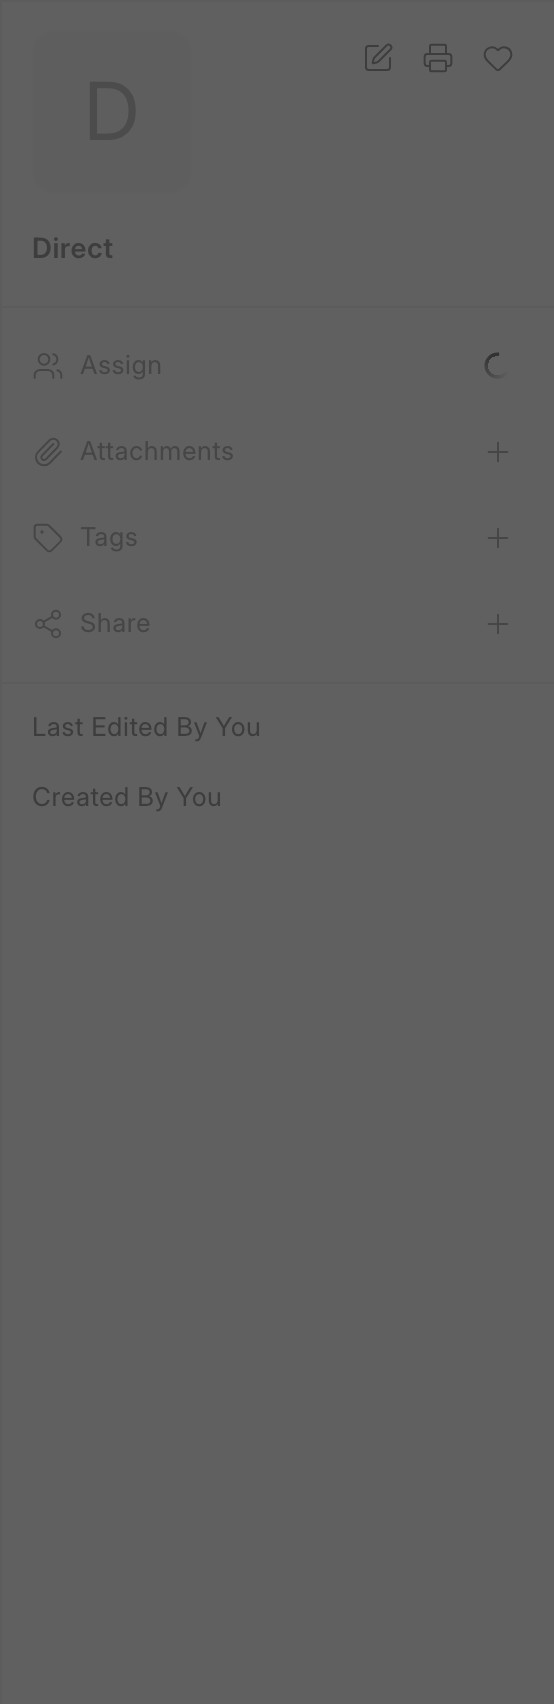 D
Direct
Assign
Attachments
Tags
Share
Last Edited By You
Created By You